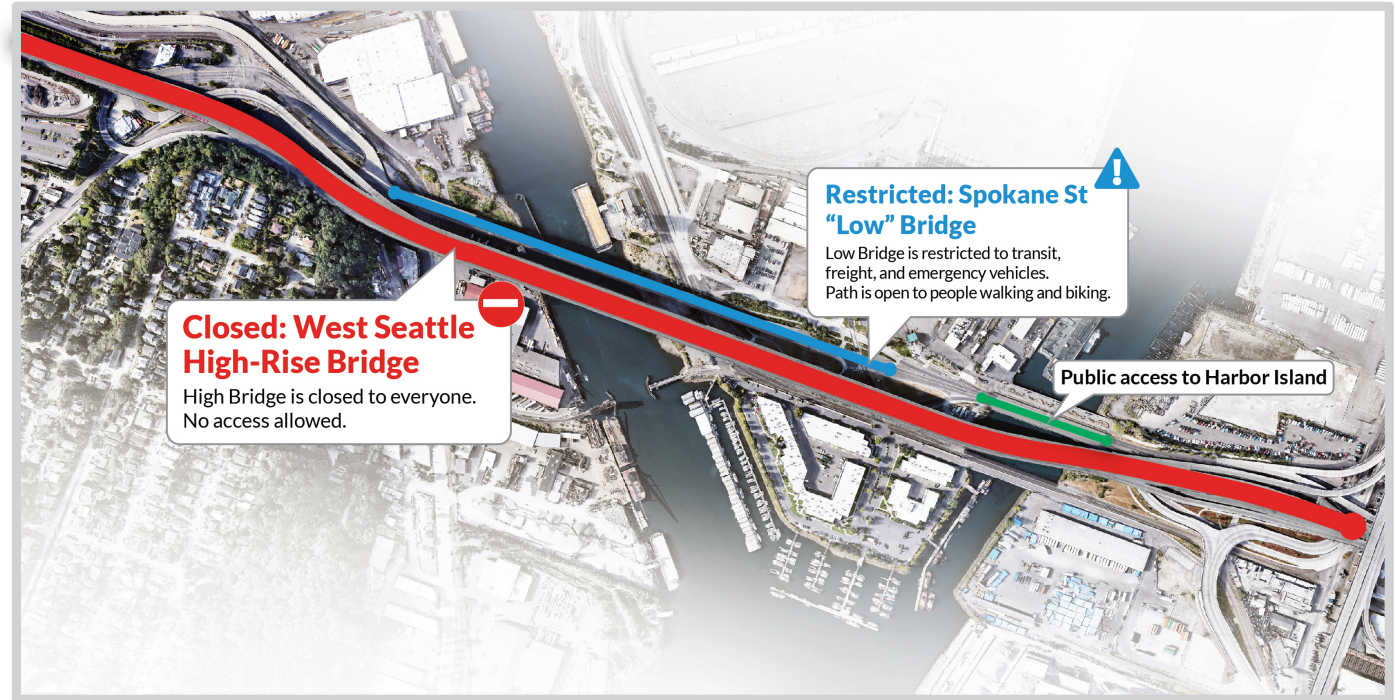 Restricted: Spokane St
“Low” Bridge
Low Bridge is restricted to transit,
freight, and emergency vehicles.
Path is open to people walking and biking.
Closed: West Seattle
High-Rise Bridge
High Bridge is closed to everyone.
No access allowed.
Public access to Harbor Island